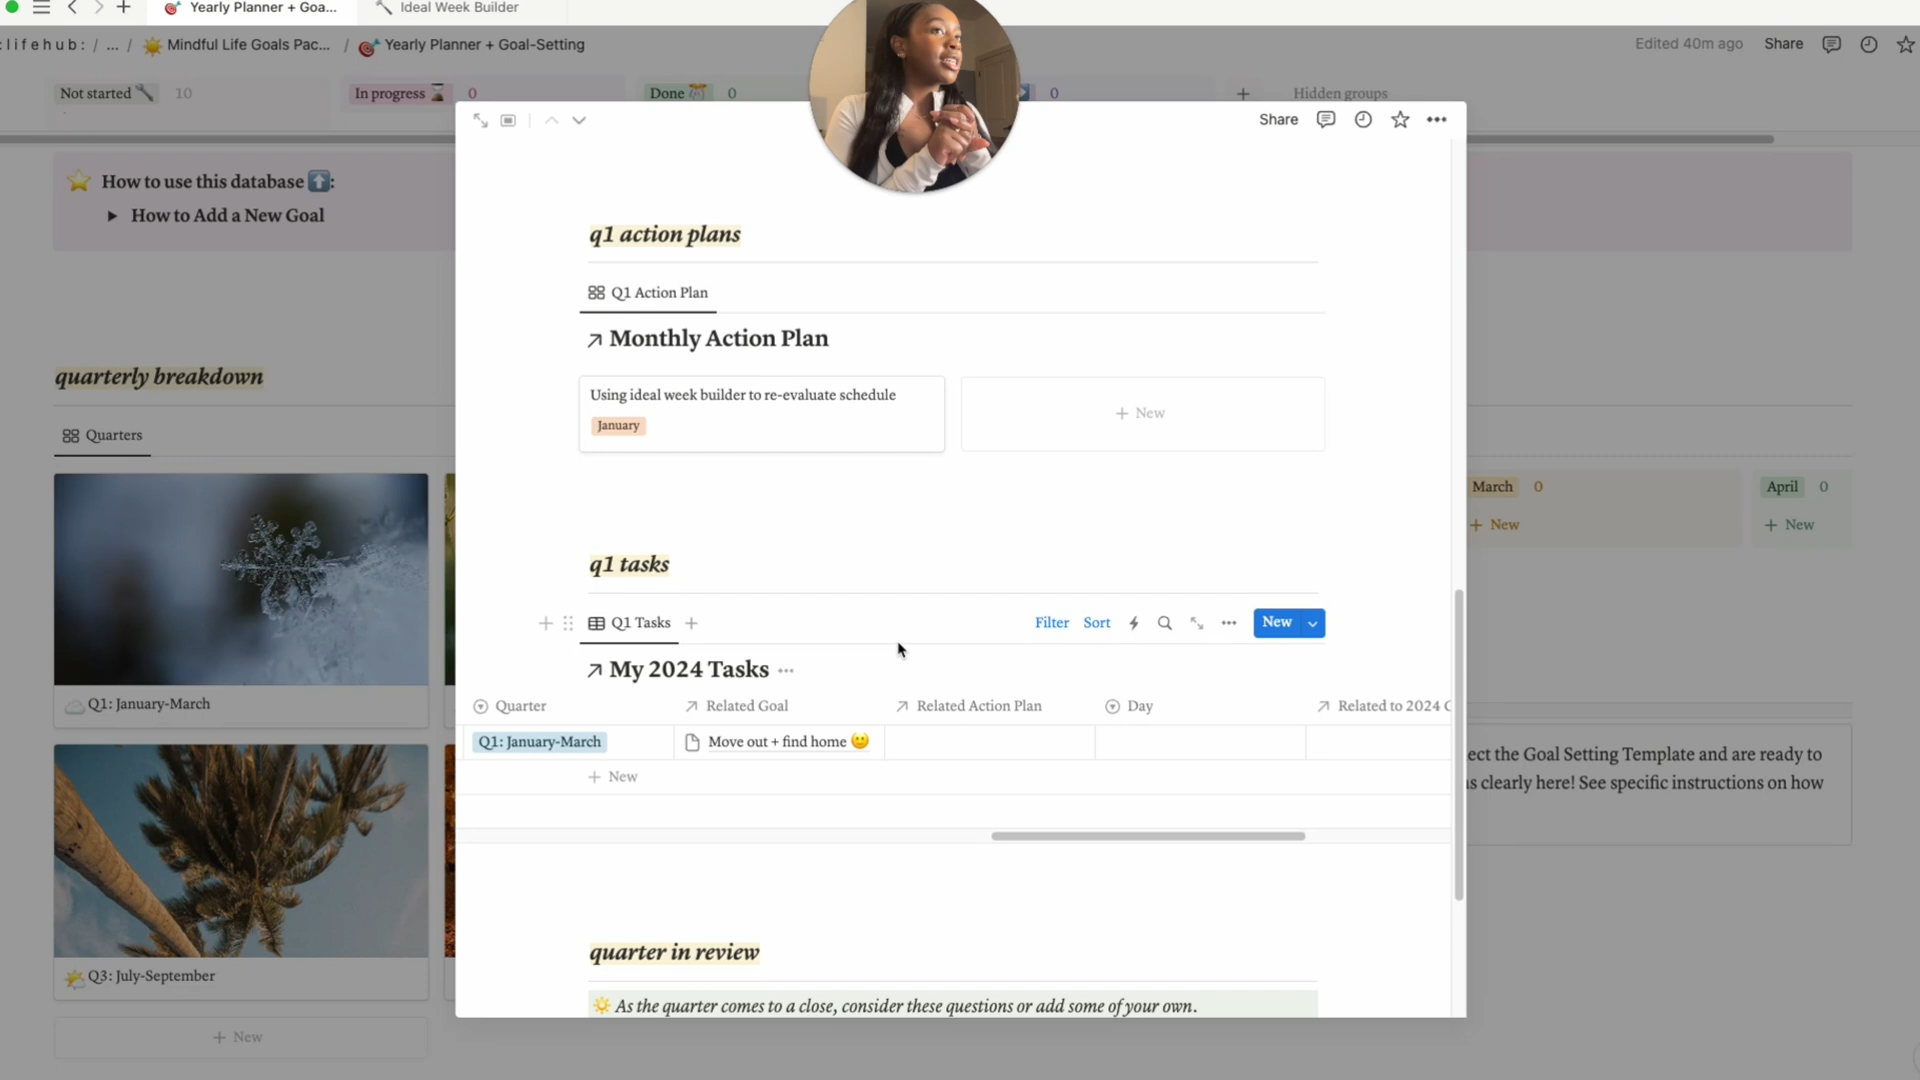 Yearly Planner + Goa...
Ideal Week Builder
: l i f e h u b : / ... / Mindful Life Goals Pac... / Yearly Planner + Goal-Setting
Edited 40m ago
Share
Not started 10
In progress 0
Done 0
0
Hidden groups
How to use this database :
How to Add a New Goal
quarterly breakdown
Quarters
Q1: January-March
Q3: July-September
+ New
Share
q1 action plans
Q1 Action Plan
Monthly Action Plan
Using ideal week builder to re-evaluate schedule
January
+ New
q1 tasks
Q1 Tasks
Filter Sort New
My 2024 Tasks
Quarter Related Goal Related Action Plan Day Related to 2024 G
Q1: January-March Move out + find home
+ New
quarter in review
As the quarter comes to a close, consider these questions or add some of your own.
March 0
+ New
April 0
+ New
ect the Goal Setting Template and are ready to
s clearly here! See specific instructions on how